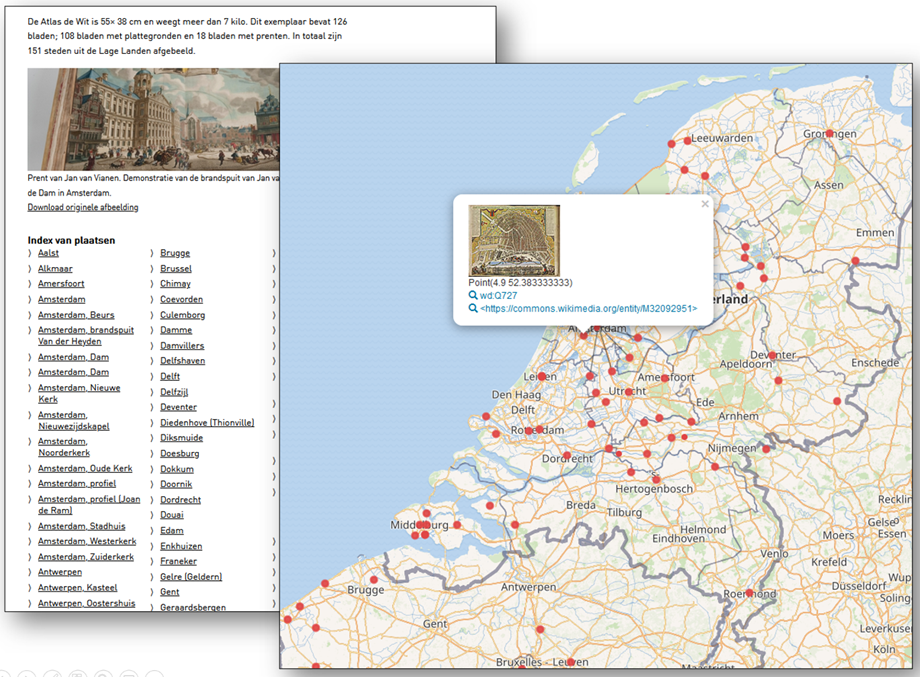 De Atlas de Wit is 55× 38 cm en weegt meer dan 7 kilo. Dit exemplaar bevat 126
bladen; 108 bladen met plattegronden en 18 bladen met prenten. In totaal zijn
151 steden uit de Lage Landen afgebeeld.
Prent van Jan van Vianen. Demonstratie van de brandspuit van Jan va
de Dam in Amsterdam.
Download originele afbeelding
Index van plaatsen
Aalst
Alkmaar
Amersfoort
Amsterdam
Amsterdam, Beurs
Amsterdam, brandspuit
Van der Heyden
Amsterdam, Dam
Amsterdam, Dam
Amsterdam, Nieuwe
Kerk
Amsterdam,
Nieuwezijdskapel
Amsterdam,
Noorderkerk
Amsterdam, Oude Kerk
Amsterdam, profiel
Amsterdam, profiel (Joan
de Ram)
Amsterdam, Stadhuis
Amsterdam, Westerkerk
Amsterdam, Zuiderkerk
Antwerpen
Antwerpen, Kasteel
Antwerpen, Oostershuis
Brugge
Brussel
Chimay
Coevorden
Culemborg
Damme
Damvillers
Delfshaven
Delft
Delfzijl
Deventer
Diedenhove (Thionville)
Diksmuide
Doesburg
Dokkum
Doornik
Dordrecht
Douai
Edam
Enkhuizen
Franeker
Gelre (Geldern)
Gent
Geraardsbergen
Leeuwarden
Groningen
Assen
Emmen
×
Point(4.9 52.383333333)
wd:Q727
<https://commons.wikimedia.org/entity/M32092951>
erland
Amsterdam
Deventer
Apeldoorn
Enschede
Leiden
Amersfoort
Den Haag
Utrecht
Ede
Delft
Arnhem
Rotterdam
Nijmegen
Dordrecht
Hertogenbosch
Breda
Tilburg
Recklin
Middelburg
Helmond
Eindhoven
Gelse
Moers
Essen
Venlo
Krefeld
Wup
Düsseldorf
Antwerpen
Brugge
Roermond
Soling
Gent
Leverkuse
Köln
Bruxelles
Leuven
Maastricht